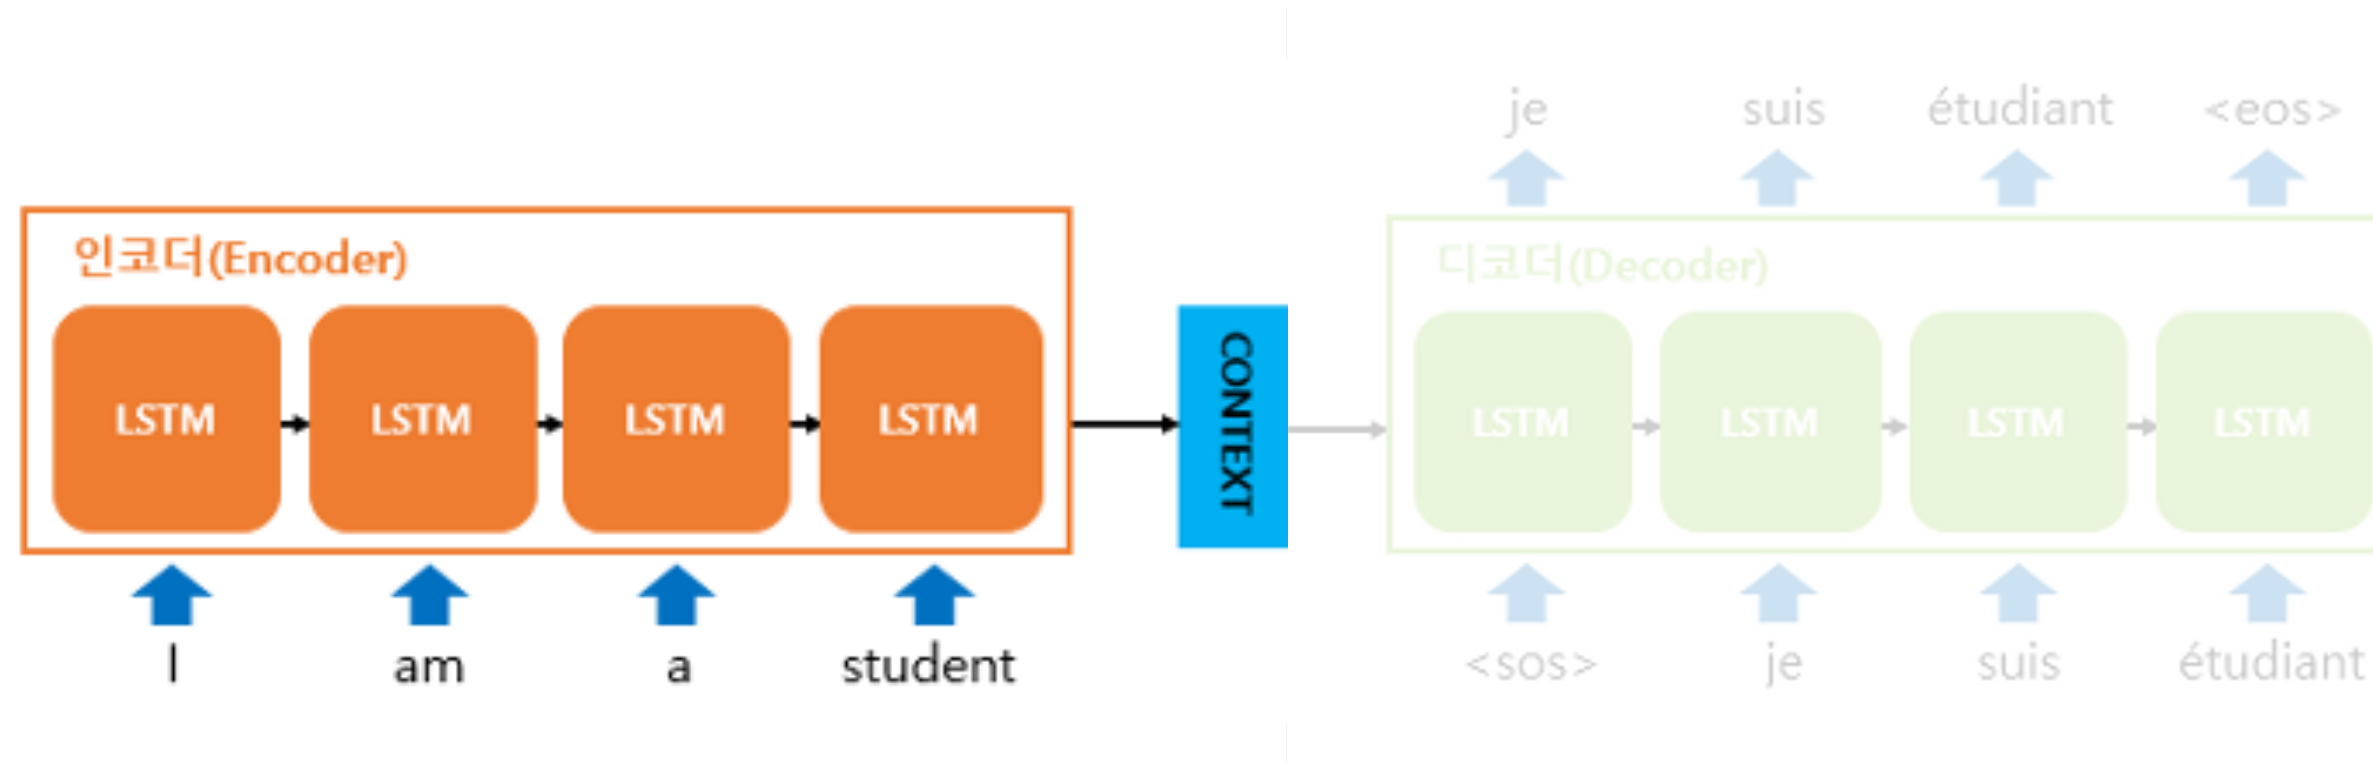 je suis étudiant <eos>
인코더(Encoder)
디코더(Decoder)
LSTM LSTM LSTM LSTM
CONTEXT
LSTM LSTM LSTM LSTM
I am a student
<sos> je suis étudiant